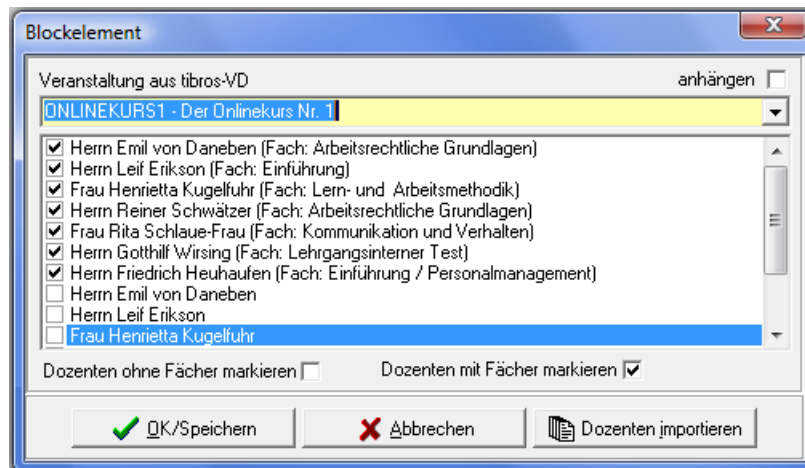 Blockelement
Veranstaltung aus tibros-VD
anhängen
ONLINEKURS1 - Der Onlinekurs Nr. 1
Herrn Emil von Daneben (Fach: Arbeitsrechtliche Grundlagen)
Herrn Leif Erikson (Fach: Einführung)
Frau Henrietta Kugelfuhr (Fach: Lern- und Arbeitsmethodik)
Herrn Reiner Schwätzer (Fach: Arbeitsrechtliche Grundlagen)
Frau Rita Schlaue-Frau (Fach: Kommunikation und Verhalten)
Herrn Gotthilf Wirsing (Fach: Lehrgangsinterner Test)
Herrn Friedrich Heuhaufen (Fach: Einführung / Personalmanagement)
Herrn Emil von Daneben
Herrn Leif Erikson
Frau Henrietta Kugelfuhr
Dozenten ohne Fächer markieren
Dozenten mit Fächer markieren
OK/Speichern
Abbrechen
Dozenten importieren